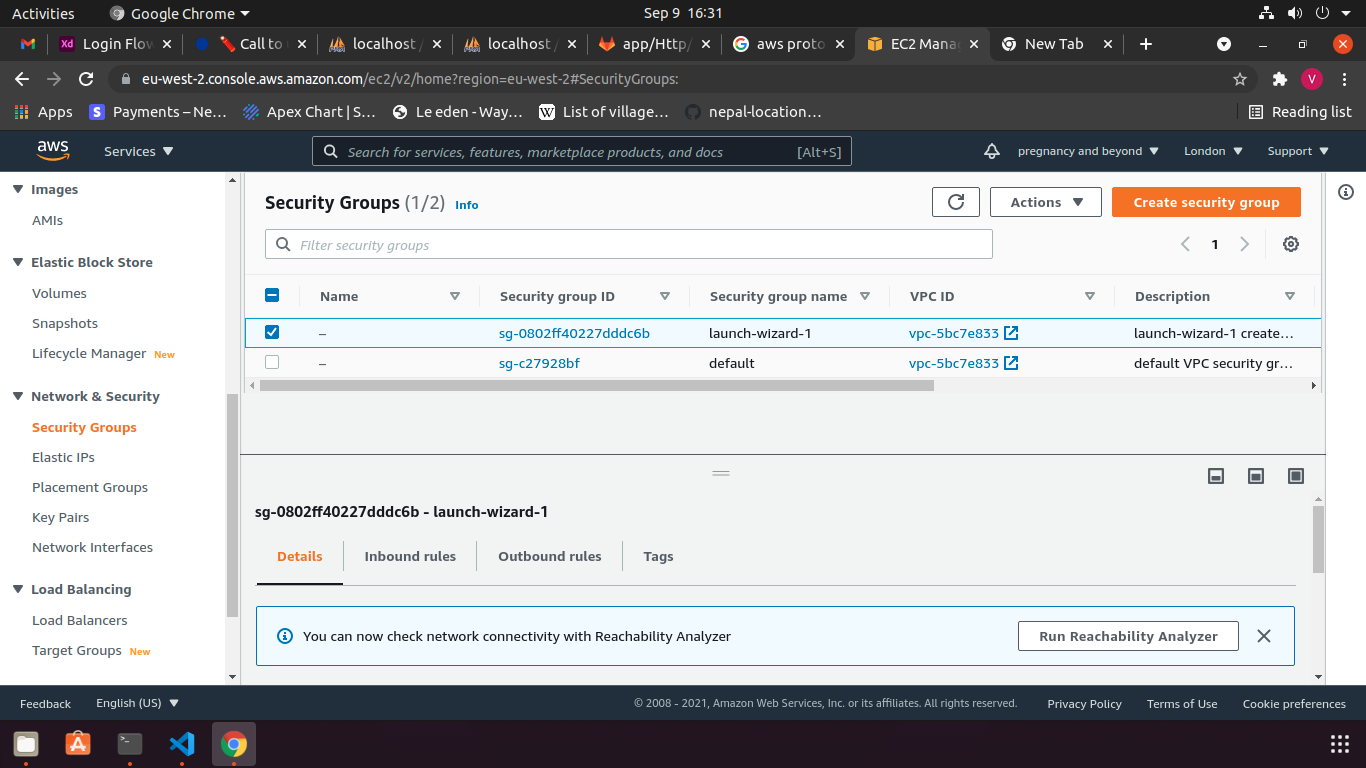 Activities Google Chrome Sep 9 16:31
Login Flow Call to localhost / localhost / app/Http/ aws proto EC2 Mana New Tab
eu-west-2.console.aws.amazon.com/ec2/v2/home?region=eu-west-2#SecurityGroups: V
Apps Payments – Ne… Apex Chart | S… Le eden - Way… List of village… nepal-location… Reading list
aws Services Search for services, features, marketplace products, and docs [Alt+S] pregnancy and beyond London Support
Images
AMIs
Elastic Block Store
Volumes
Snapshots
Lifecycle Manager New
Network & Security
Security Groups
Elastic IPs
Placement Groups
Key Pairs
Network Interfaces
Load Balancing
Load Balancers
Target Groups New
Security Groups (1/2) Info Actions Create security group
Filter security groups 1
Name Security group ID Security group name VPC ID Description
– sg-0802ff40227dddc6b launch-wizard-1 vpc-5bc7e833 launch-wizard-1 create…
– sg-c27928bf default vpc-5bc7e833 default VPC security gr…
sg-0802ff40227dddc6b - launch-wizard-1
Details Inbound rules Outbound rules Tags
You can now check network connectivity with Reachability Analyzer Run Reachability Analyzer
Feedback English (US) © 2008 - 2021, Amazon Web Services, Inc. or its affiliates. All rights reserved. Privacy Policy Terms of Use Cookie preferences